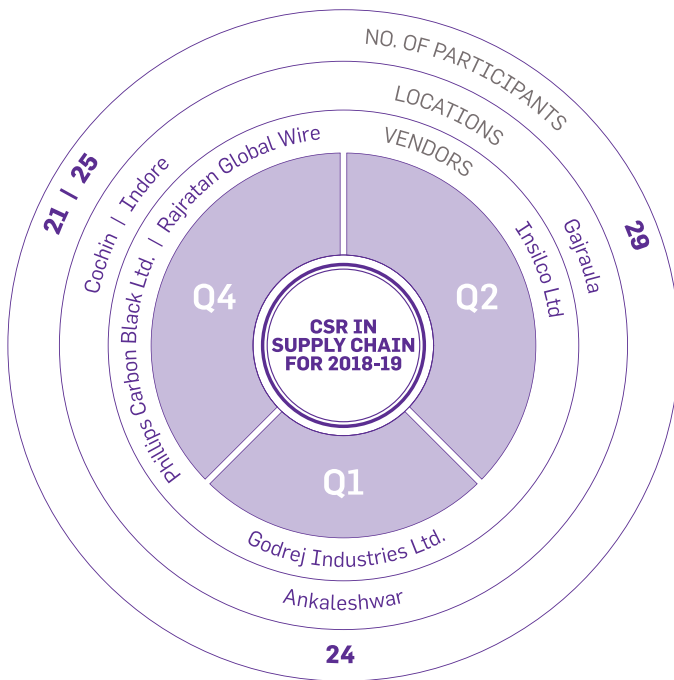 NO. OF PARTICIPANTS
LOCATIONS
VENDORS
21 | 25
Cochin | Indore
Phillips Carbon Black Ltd. | Rajratan Global Wire
Q4
Q2
Insilco Ltd
Gajraula
29
CSR IN
SUPPLY CHAIN
FOR 2018-19
Q1
Godrej Industries Ltd.
Ankaleshwar
24